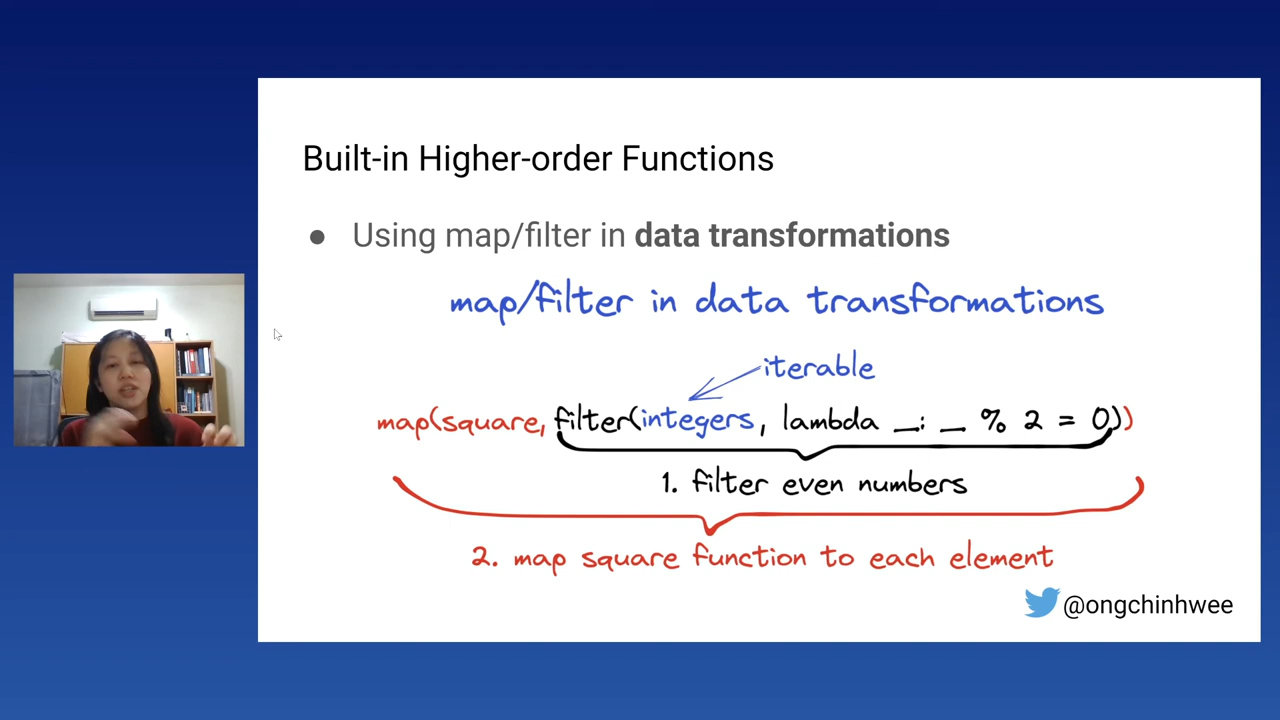 Built-in Higher-order Functions
● Using map/filter in data transformations
map/filter in data transformations
iterable
map(square, filter(integers, lambda _: _ % 2 = 0))
1. filter even numbers
2. map square function to each element
@ongchinhwee